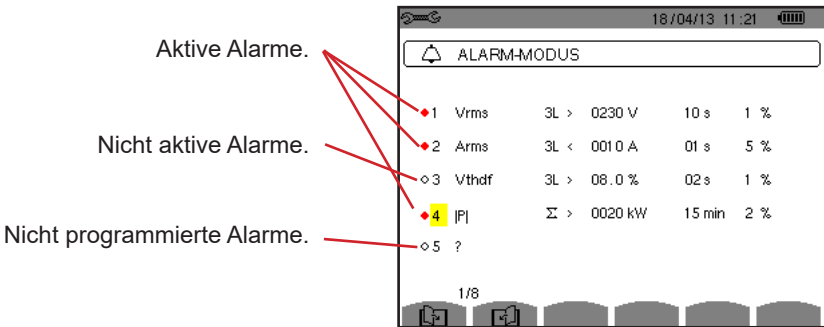 18/04/13 11:21
ALARM-MODUS
Aktive Alarme.
1 Vrms 3L > 0230 V 10 s 1 %
2 Arms 3L < 0010 A 01 s 5 %
Nicht aktive Alarme.
3 Vthdf 3L > 08.0 % 02 s 1 %
4 |P| Σ > 0020 kW 15 min 2 %
Nicht programmierte Alarme.
5 ?
1/8